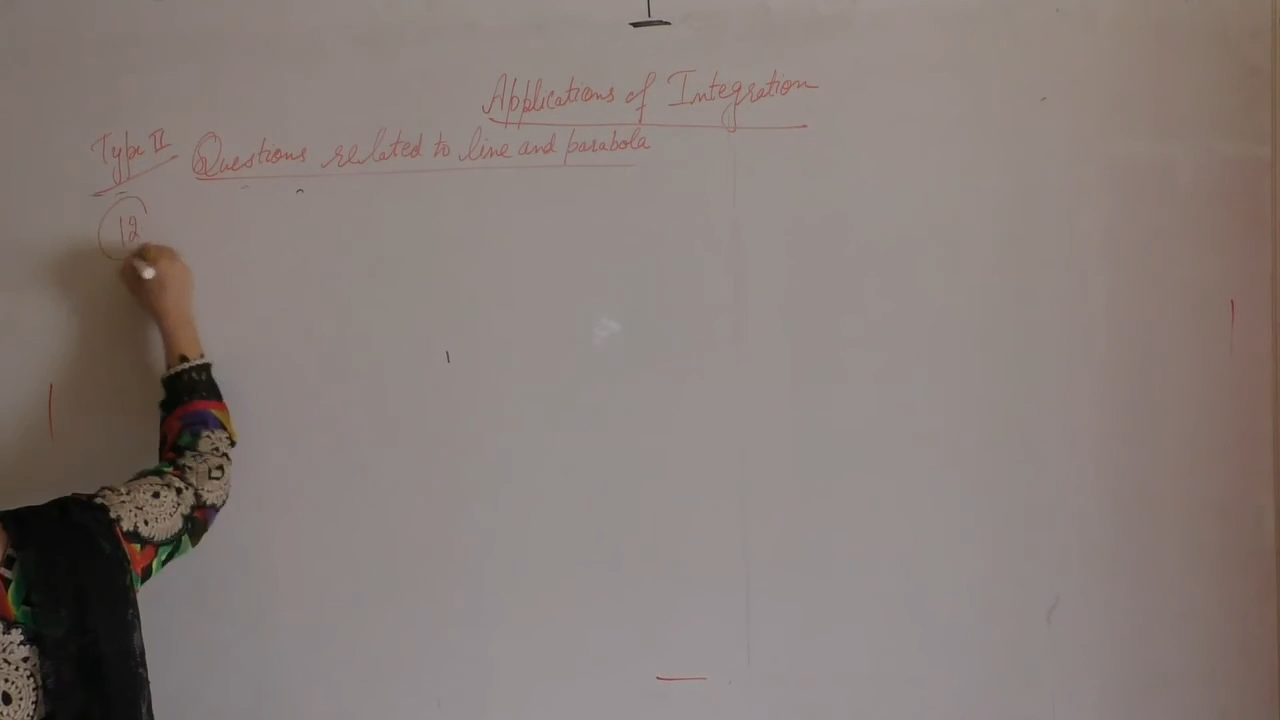 Applications of Integration
Type II Questions related to line and parabola
12